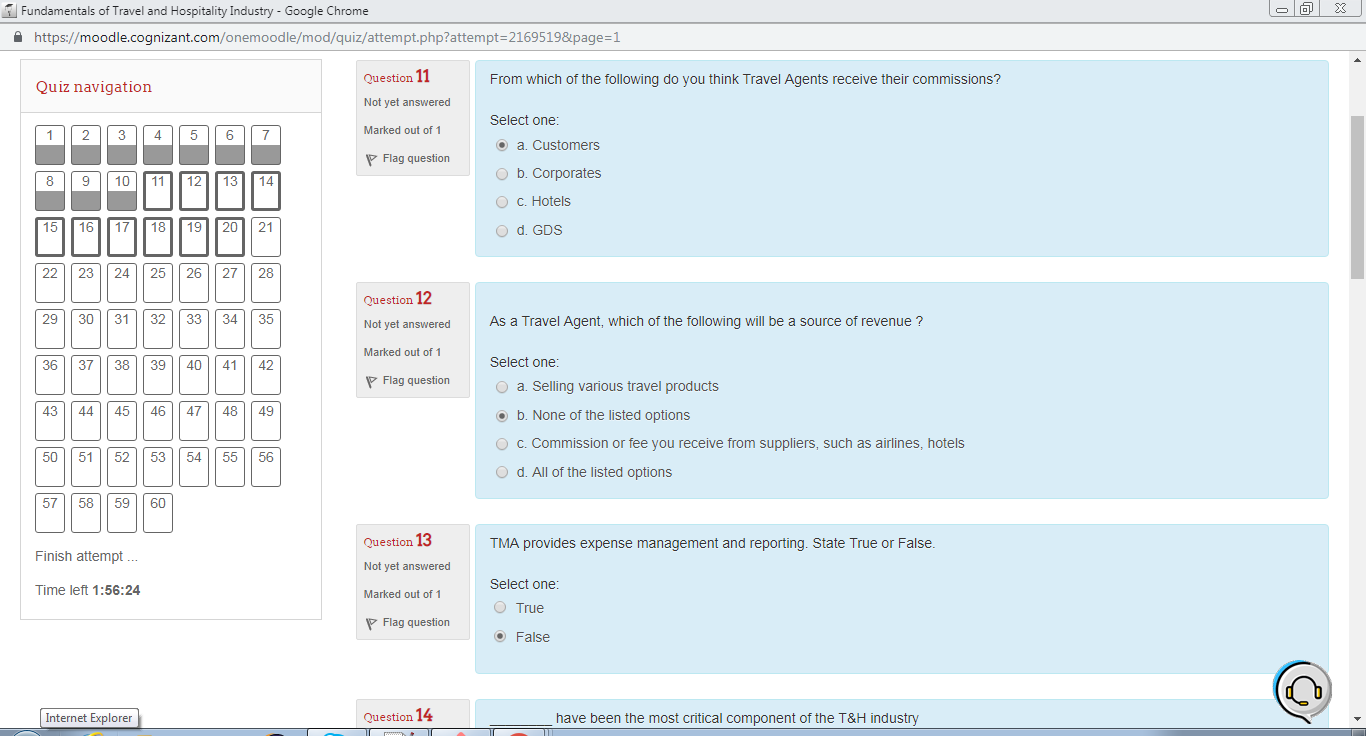 Fundamentals of Travel and Hospitality Industry - Google Chrome
https://moodle.cognizant.com/onemoodle/mod/quiz/attempt.php?attempt=2169519&page=1
Quiz navigation
1 2 3 4 5 6 7
8 9 10 11 12 13 14
15 16 17 18 19 20 21
22 23 24 25 26 27 28
29 30 31 32 33 34 35
36 37 38 39 40 41 42
43 44 45 46 47 48 49
50 51 52 53 54 55 56
57 58 59 60
Finish attempt ...
Time left 1:56:24
Question 11
Not yet answered
Marked out of 1
Flag question
From which of the following do you think Travel Agents receive their commissions?
Select one:
a. Customers
b. Corporates
c. Hotels
d. GDS
Question 12
Not yet answered
Marked out of 1
Flag question
As a Travel Agent, which of the following will be a source of revenue ?
Select one:
a. Selling various travel products
b. None of the listed options
c. Commission or fee you receive from suppliers, such as airlines, hotels
d. All of the listed options
Question 13
Not yet answered
Marked out of 1
Flag question
TMA provides expense management and reporting. State True or False.
Select one:
True
False
Question 14
________ have been the most critical component of the T&H industry
Internet Explorer